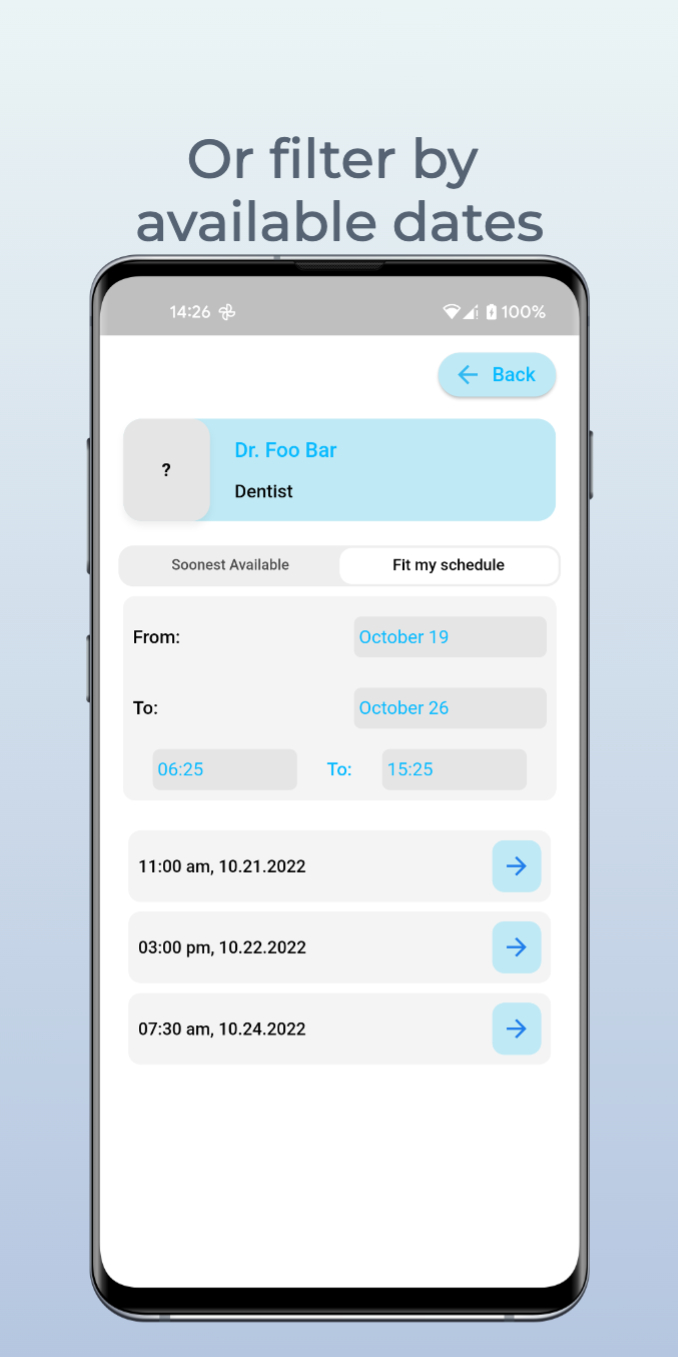 Or filter by
available dates
14:26 100%
Back
?
Dr. Foo Bar
Dentist
Soonest Available Fit my schedule
From: October 19
To: October 26
06:25 To: 15:25
11:00 am, 10.21.2022
03:00 pm, 10.22.2022
07:30 am, 10.24.2022